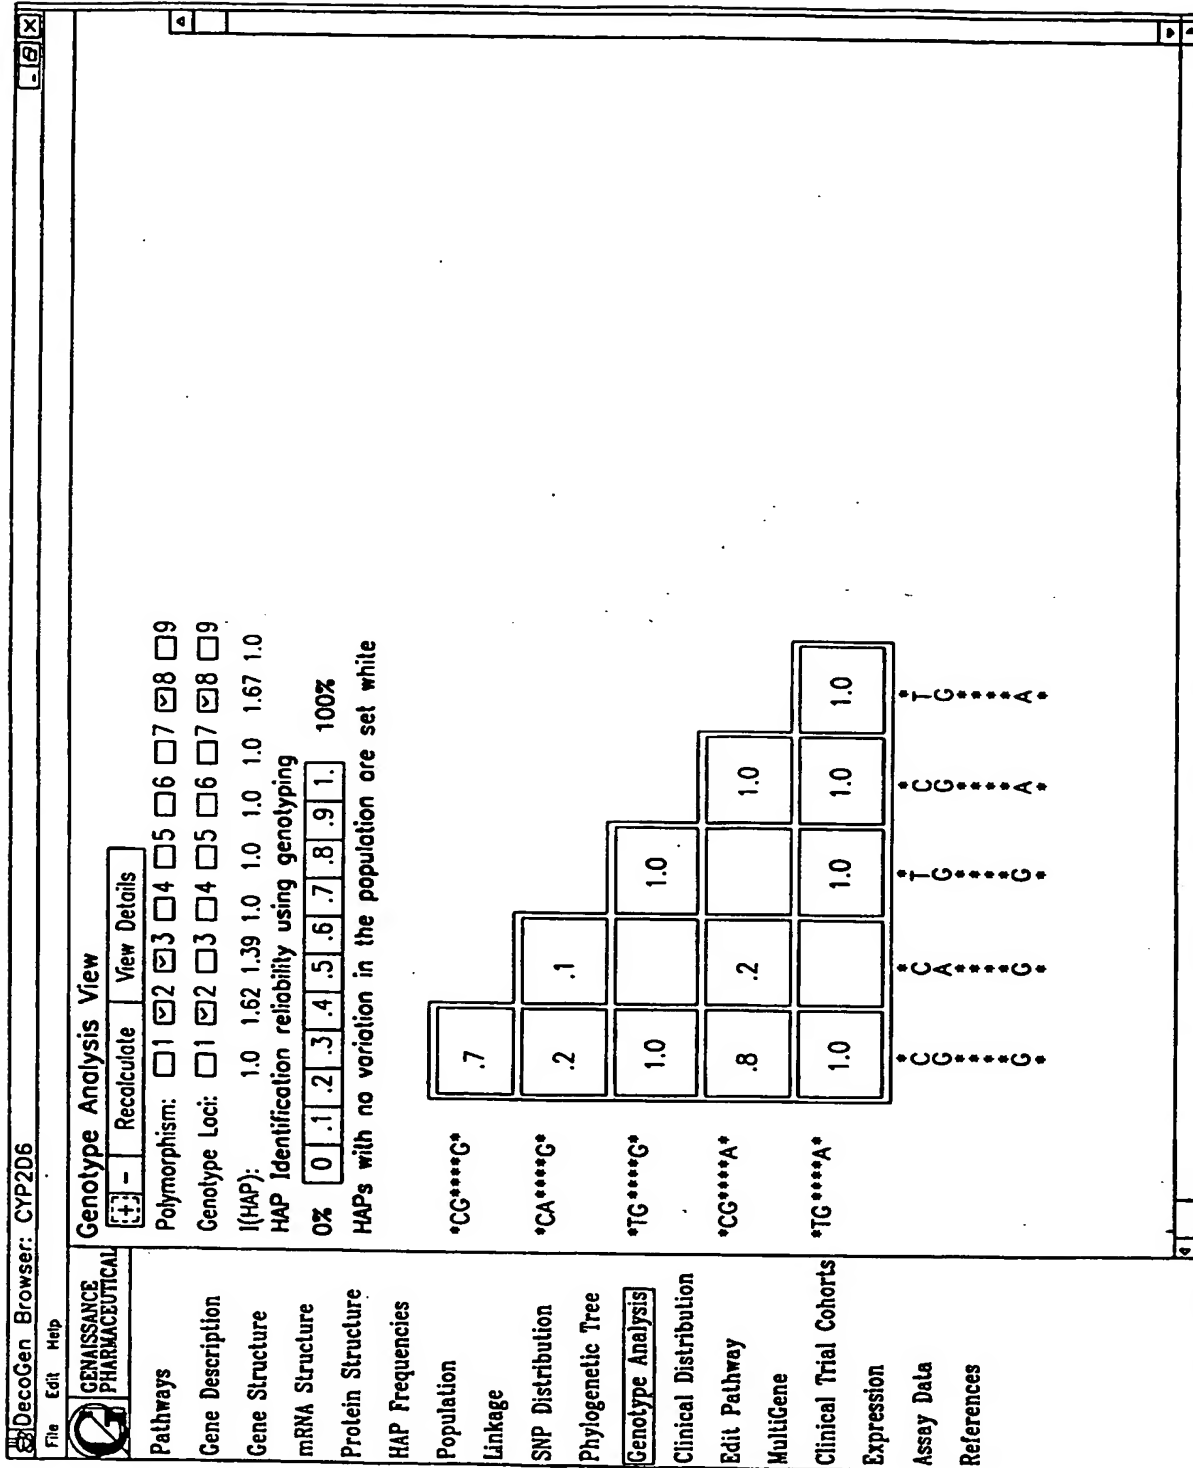 DecoGen Browser: CYP2D6
File Edit Help
GENAISSANCE
PHARMACEUTICAL
Pathways
Gene Description
Gene Structure
mRNA Structure
Protein Structure
HAP Frequencies
Population
Linkage
SNP Distribution
Phylogenetic Tree
Genotype Analysis
Clinical Distribution
Edit Pathway
MultiGene
Clinical Trial Cohorts
Expression
Assay Data
References
Genotype Analysis View
+ - Recalculate View Details
Polymorphism: 1 2 3 4 5 6 7 8 9
Genotype Loci: 1 2 3 4 5 6 7 8 9
I(HAP): 1.0 1.62 1.39 1.0 1.0 1.0 1.0 1.67 1.0
HAP Identification reliability using genotyping
0% 0 .1 .2 .3 .4 .5 .6 .7 .8 .9 1. 100%
HAPs with no variation in the population are set white
*CG****G* .7
*CA****G* .2 .1
*TG****G* 1.0 1.0
*CG****A* .8 .2 1.0
*TG****A* 1.0 1.0 1.0 1.0
*CG****G* *CA****G* *TG****G* *CG****A* *TG****A*